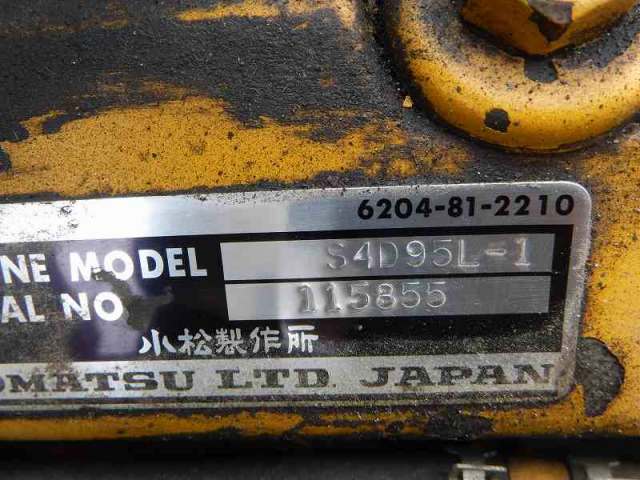 6204-81-2210
NE MODEL S4D95L-1
AL NO 115855
小松製作所
OMATSU LTD. JAPAN